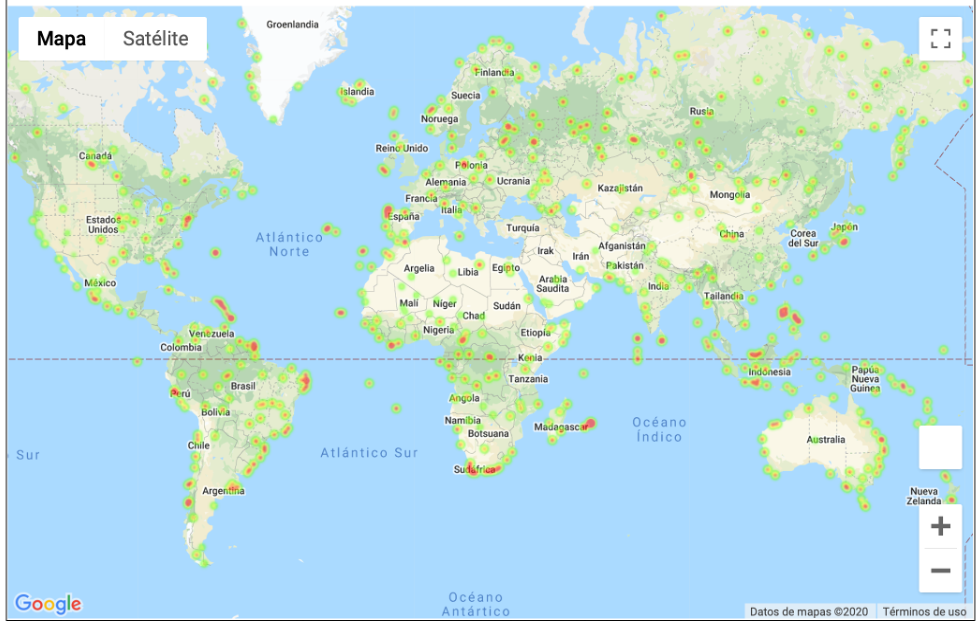 Mapa
Satélite
Groenlandia
Islandia
Finlandia
Suecia
Noruega
Rusia
Reino Unido
Polonia
Alemania
Ucrania
Francia
Kazajistán
Mongolia
Canadá
España
Italia
Turquía
Estados
Unidos
Atlántico
Norte
China
Corea
del Sur
Japón
Afganistán
Irak
Irán
Pakistán
Argelia
Libia
Egipto
Arabia
Saudita
México
India
Tailandia
Malí
Níger
Sudán
Chad
Nigeria
Etiopía
Venezuela
Colombia
Kenia
Tanzania
Indonesia
Papúa
Nueva
Guinea
Brasil
Perú
Angola
Bolivia
Namibia
Botsuana
Madagascar
Océano
Índico
Australia
Chile
Sur
Atlántico Sur
Sudáfrica
Argentina
Nueva
Zelanda
Océano
Antártico
Google
Datos de mapas ©2020
Términos de uso